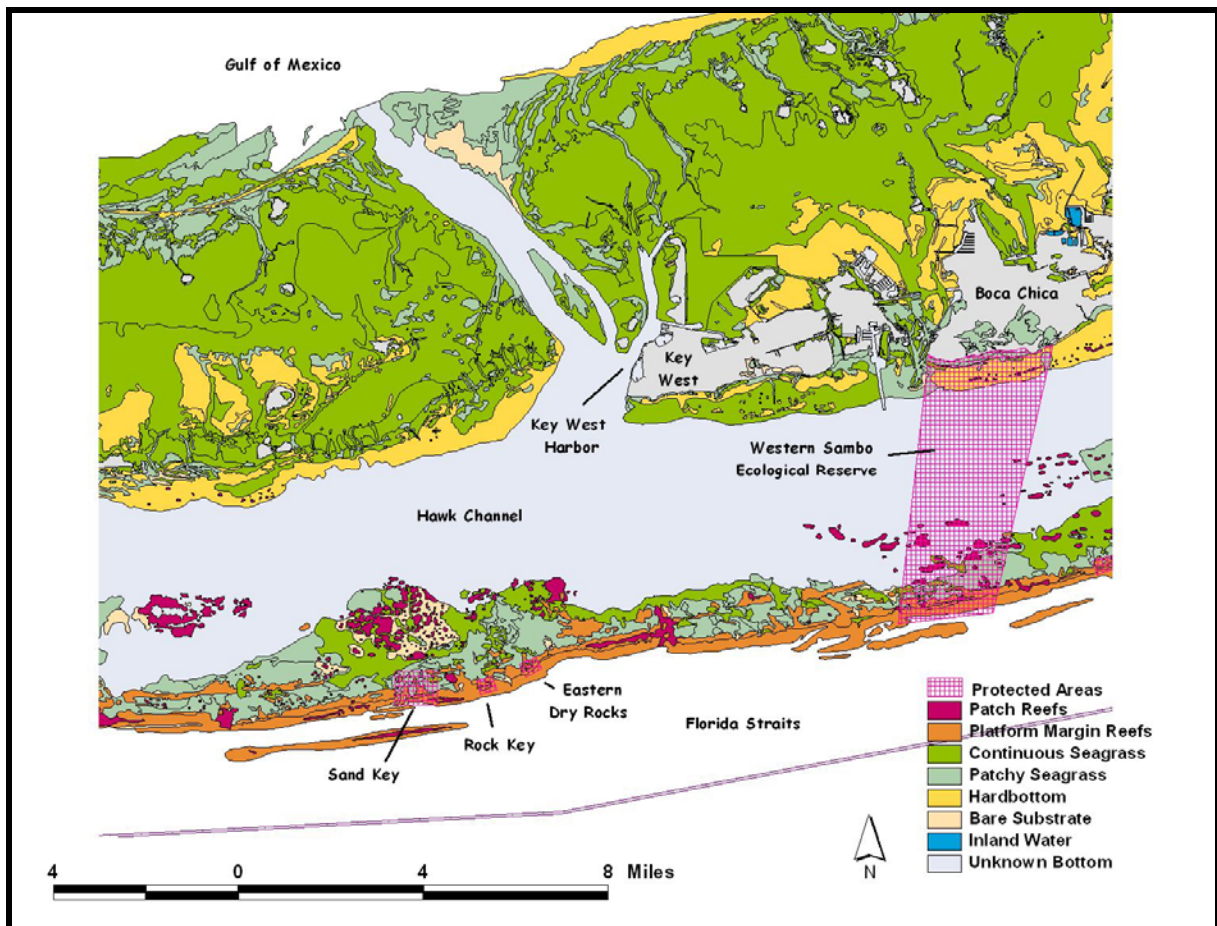 Gulf of Mexico
Boca Chica
Key
West
Key West
Harbor
Western Sambo
Ecological Reserve
Hawk Channel
Eastern
Dry Rocks
Rock Key
Sand Key
Florida Straits
Protected Areas
Patch Reefs
Platform Margin Reefs
Continuous Seagrass
Patchy Seagrass
Hardbottom
Bare Substrate
Inland Water
Unknown Bottom
4 0 4 8 Miles
N